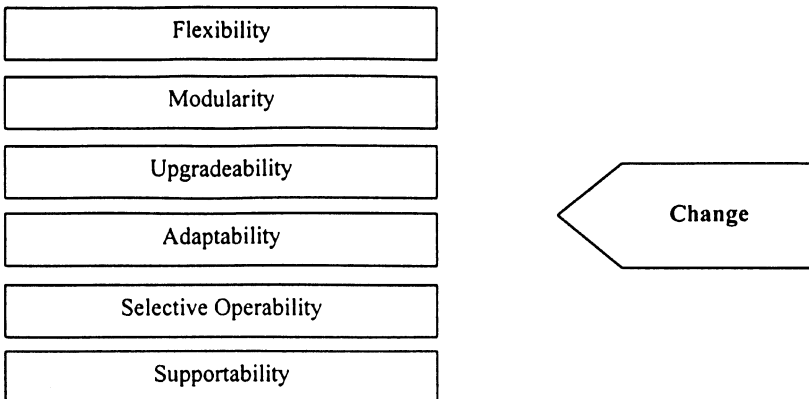 Flexibility
Modularity
Upgradeability
Adaptability
Selective Operability
Supportability
Change